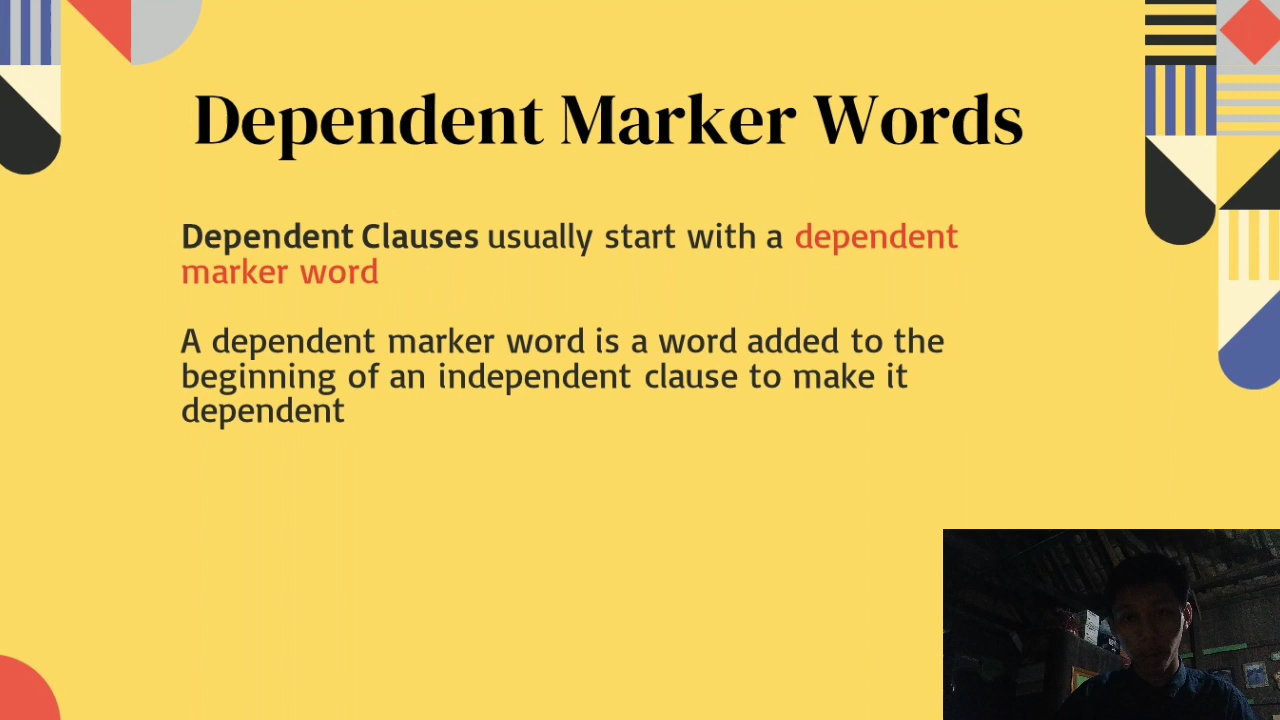 Dependent Marker Words
Dependent Clauses usually start with a dependent
marker word
A dependent marker word is a word added to the
beginning of an independent clause to make it
dependent